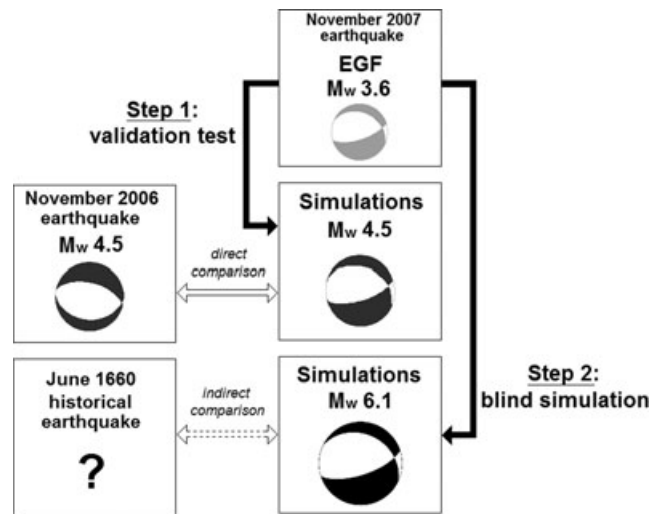 November 2007
earthquake
EGF
Mw 3.6
Step 1:
validation test
November 2006
earthquake
Mw 4.5
direct
comparison
Simulations
Mw 4.5
June 1660
historical
earthquake
?
indirect
comparison
Simulations
Mw 6.1
Step 2:
blind simulation